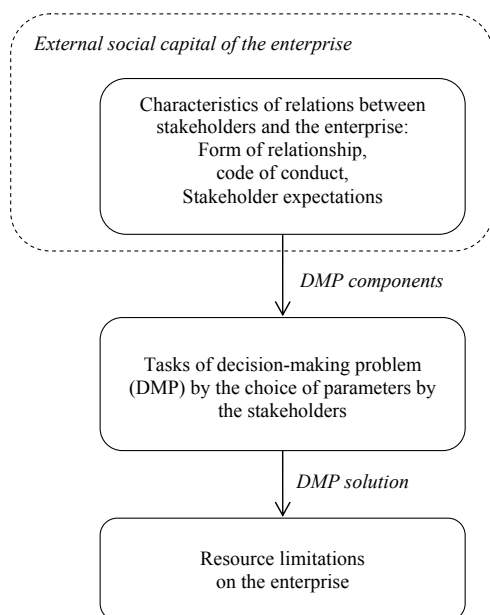 External social capital of the enterprise
Characteristics of relations between
stakeholders and the enterprise:
Form of relationship,
code of conduct,
Stakeholder expectations
DMP components
Tasks of decision-making problem
(DMP) by the choice of parameters by
the stakeholders
DMP solution
Resource limitations
on the enterprise